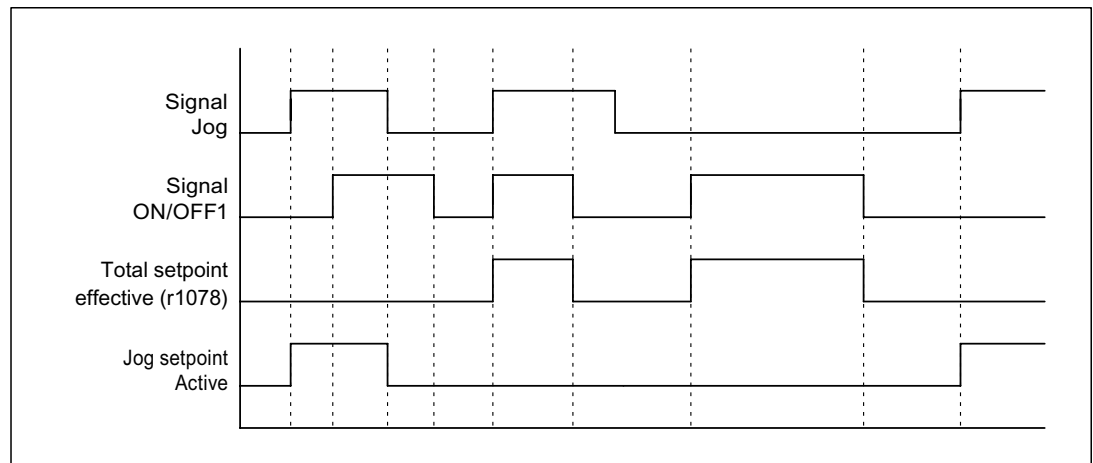 Signal
Jog
Signal
ON/OFF1
Total setpoint
effective (r1078)
Jog setpoint
Active